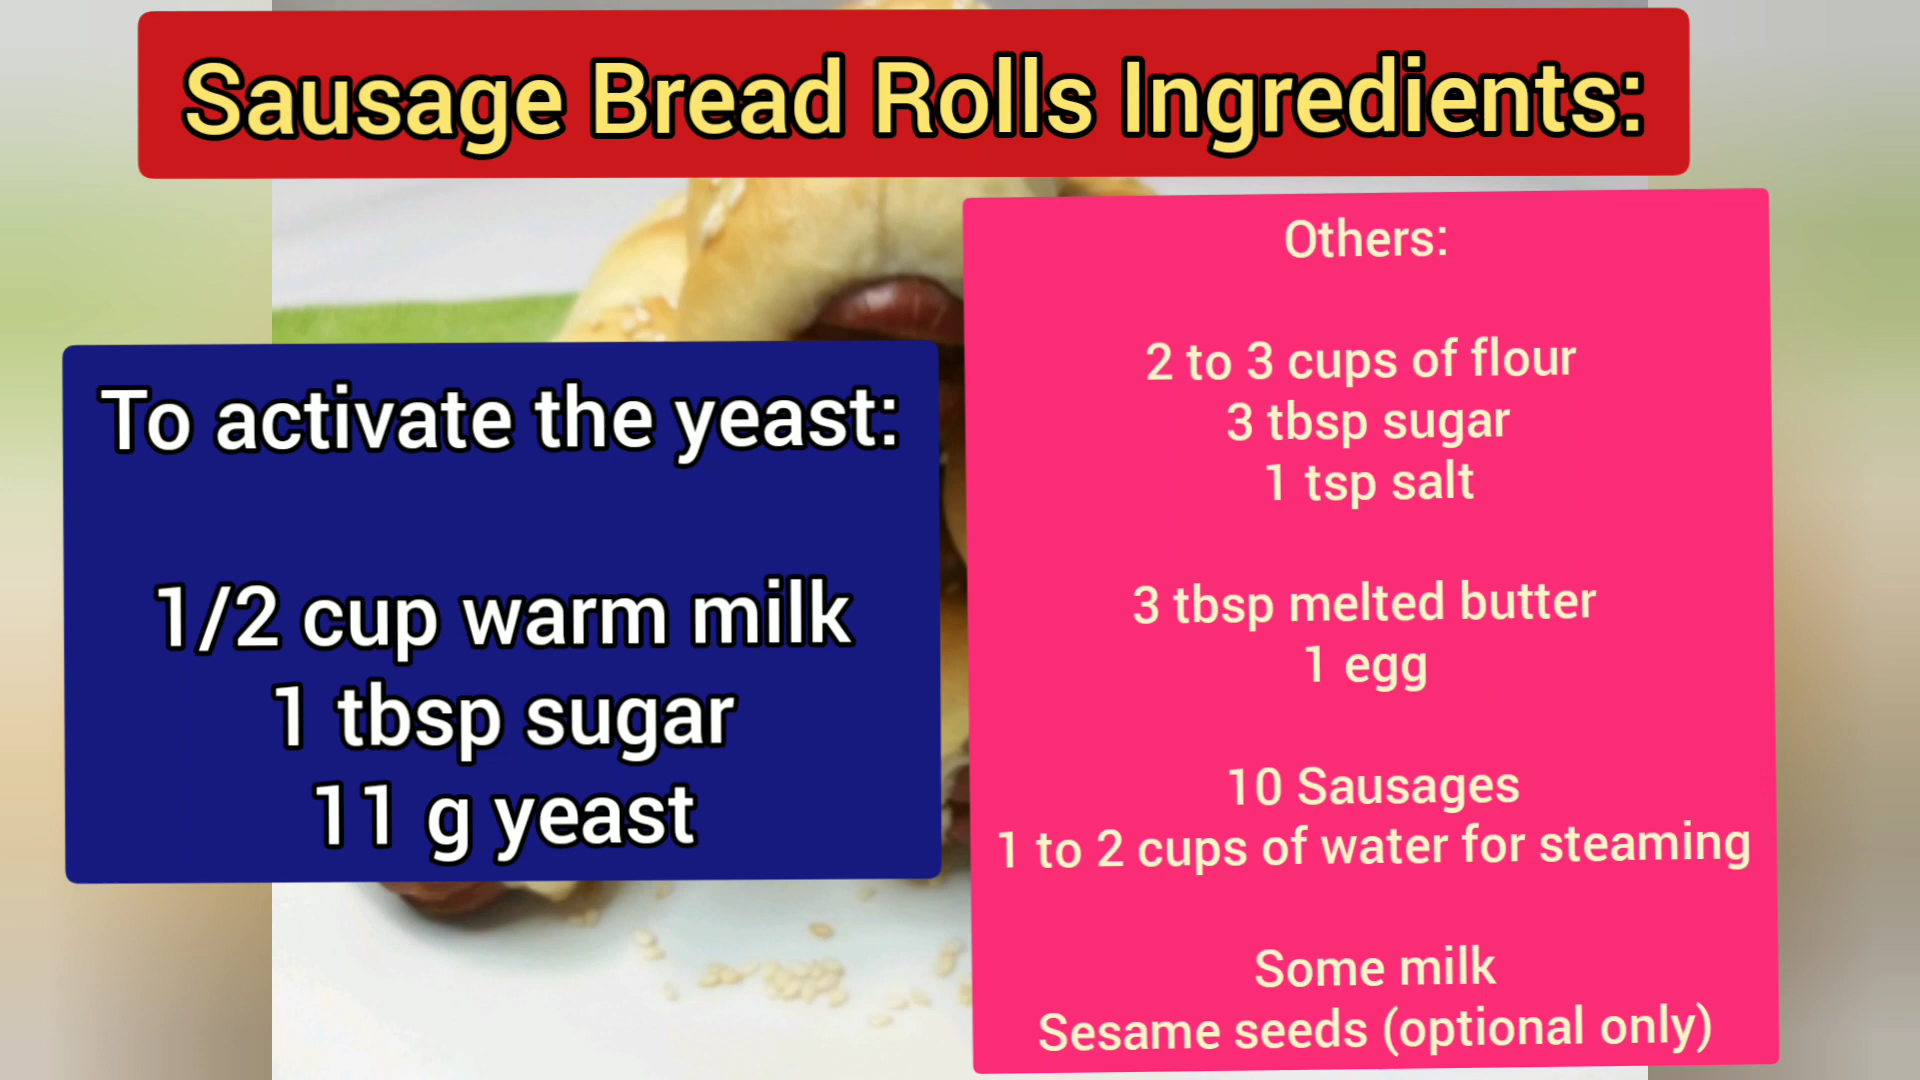 Sausage Bread Rolls Ingredients:
To activate the yeast:
1/2 cup warm milk
1 tbsp sugar
11 g yeast
Others:
2 to 3 cups of flour
3 tbsp sugar
1 tsp salt
3 tbsp melted butter
1 egg
10 Sausages
1 to 2 cups of water for steaming
Some milk
Sesame seeds (optional only)